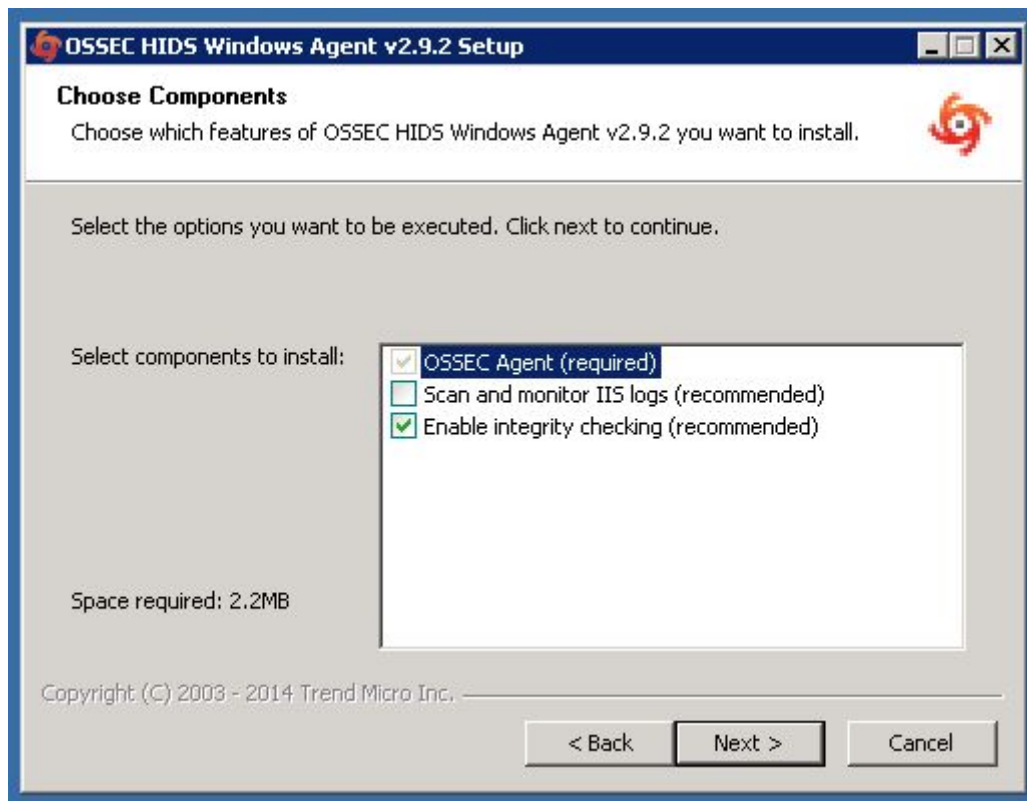 OSSEC HIDS Windows Agent v2.9.2 Setup
Choose Components
Choose which features of OSSEC HIDS Windows Agent v2.9.2 you want to install.
Select the options you want to be executed. Click next to continue.
Select components to install:
OSSEC Agent (required)
Scan and monitor IIS logs (recommended)
Enable integrity checking (recommended)
Space required: 2.2MB
Copyright (C) 2003 - 2014 Trend Micro Inc.
< Back Next > Cancel